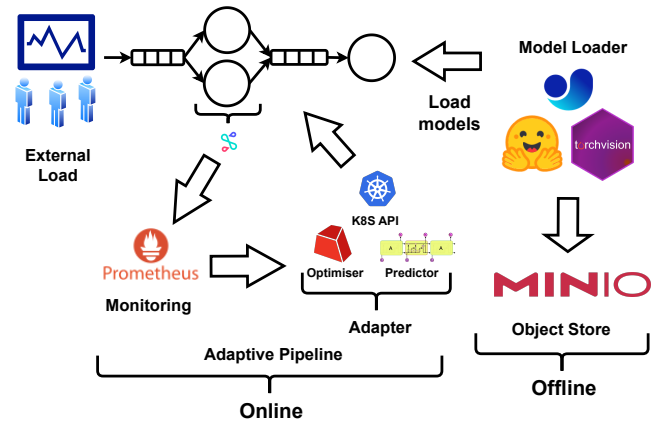 Model Loader
Load
models
torchvision
External
Load
K8S API
Prometheus
Optimiser
Predictor
A
A
MINIO
Monitoring
Adapter
Object Store
Adaptive Pipeline
Offline
Online